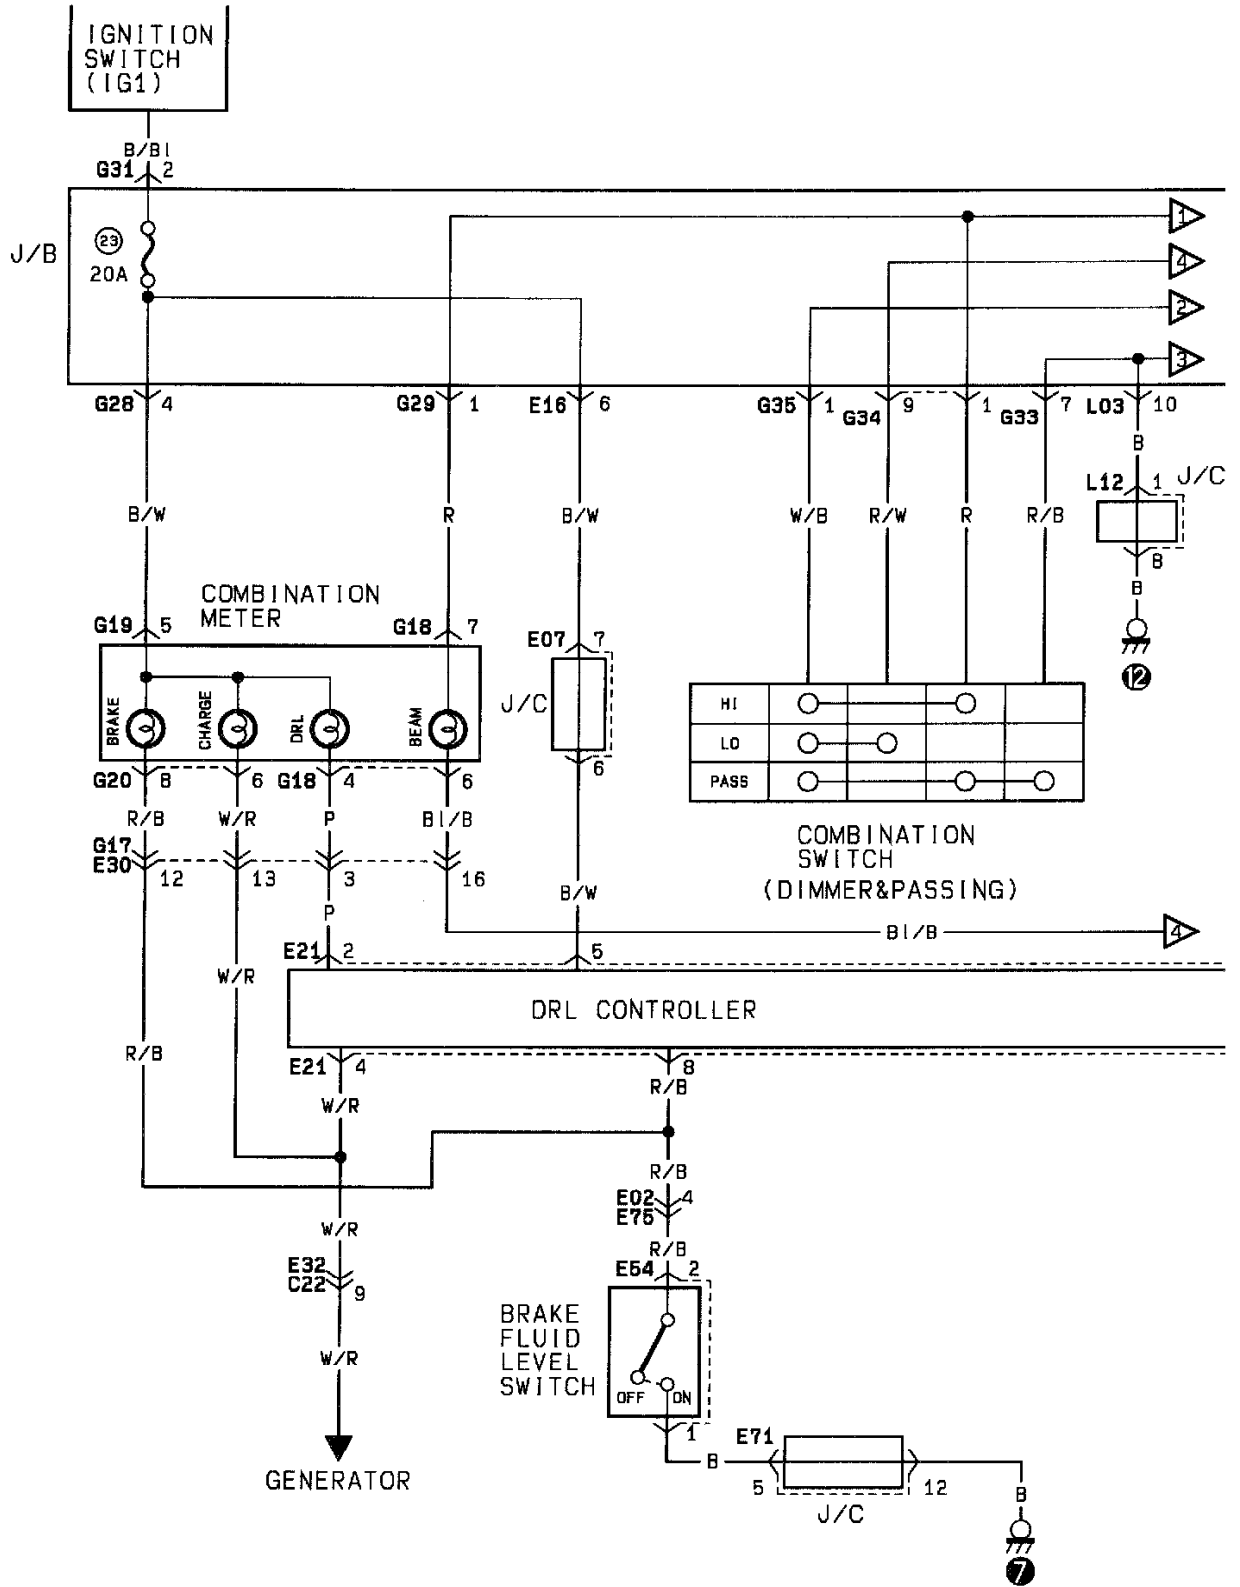 IGNITION
SWITCH
(IG1)
B/Bl
G31 2
J/B
23
20A
1
4
2
3
G28 4
G29 1
E16 6
G35 1
G34 9
1
G33 7
L03 10
B
L12 1 J/C
B/W
R
B/W
W/B
R/W
R
R/B
8
B
12
COMBINATION
METER
G19 5
G18 7
E07 7
J/C
BRAKE
CHARGE
DRL
BEAM
HI
LO
PASS
G20 8
6
G18 4
6
6
R/B
W/R
P
Bl/B
COMBINATION
SWITCH
(DIMMER&PASSING)
G17
E30 12
13
3
16
B/W
P
Bl/B
4
E21 2
5
W/R
DRL CONTROLLER
R/B
E21 4
8
R/B
W/R
R/B
E02 4
E75
W/R
R/B
E32
C22 9
E54 2
BRAKE
FLUID
LEVEL
SWITCH
OFF ON
W/R
1
E71
B
5
12
J/C
B
GENERATOR
7